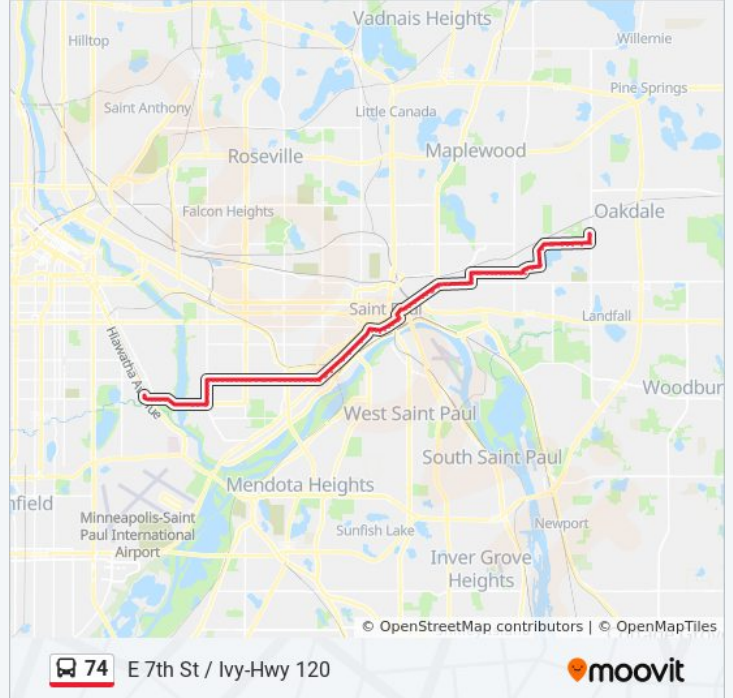 Vadnais Heights
Hilltop
Willernie
Pine Springs
Saint Anthony
Little Canada
Roseville
Maplewood
Falcon Heights
Oakdale
Saint Paul
Landfall
Hiawatha Avenue
Woodbur
West Saint Paul
South Saint Paul
Mendota Heights
nfield
Minneapolis-Saint
Paul International
Airport
Sunfish Lake
Newport
Inver Grove
Heights
© OpenStreetMap contributors | © OpenMapTiles
74 E 7th St / Ivy-Hwy 120
moovit